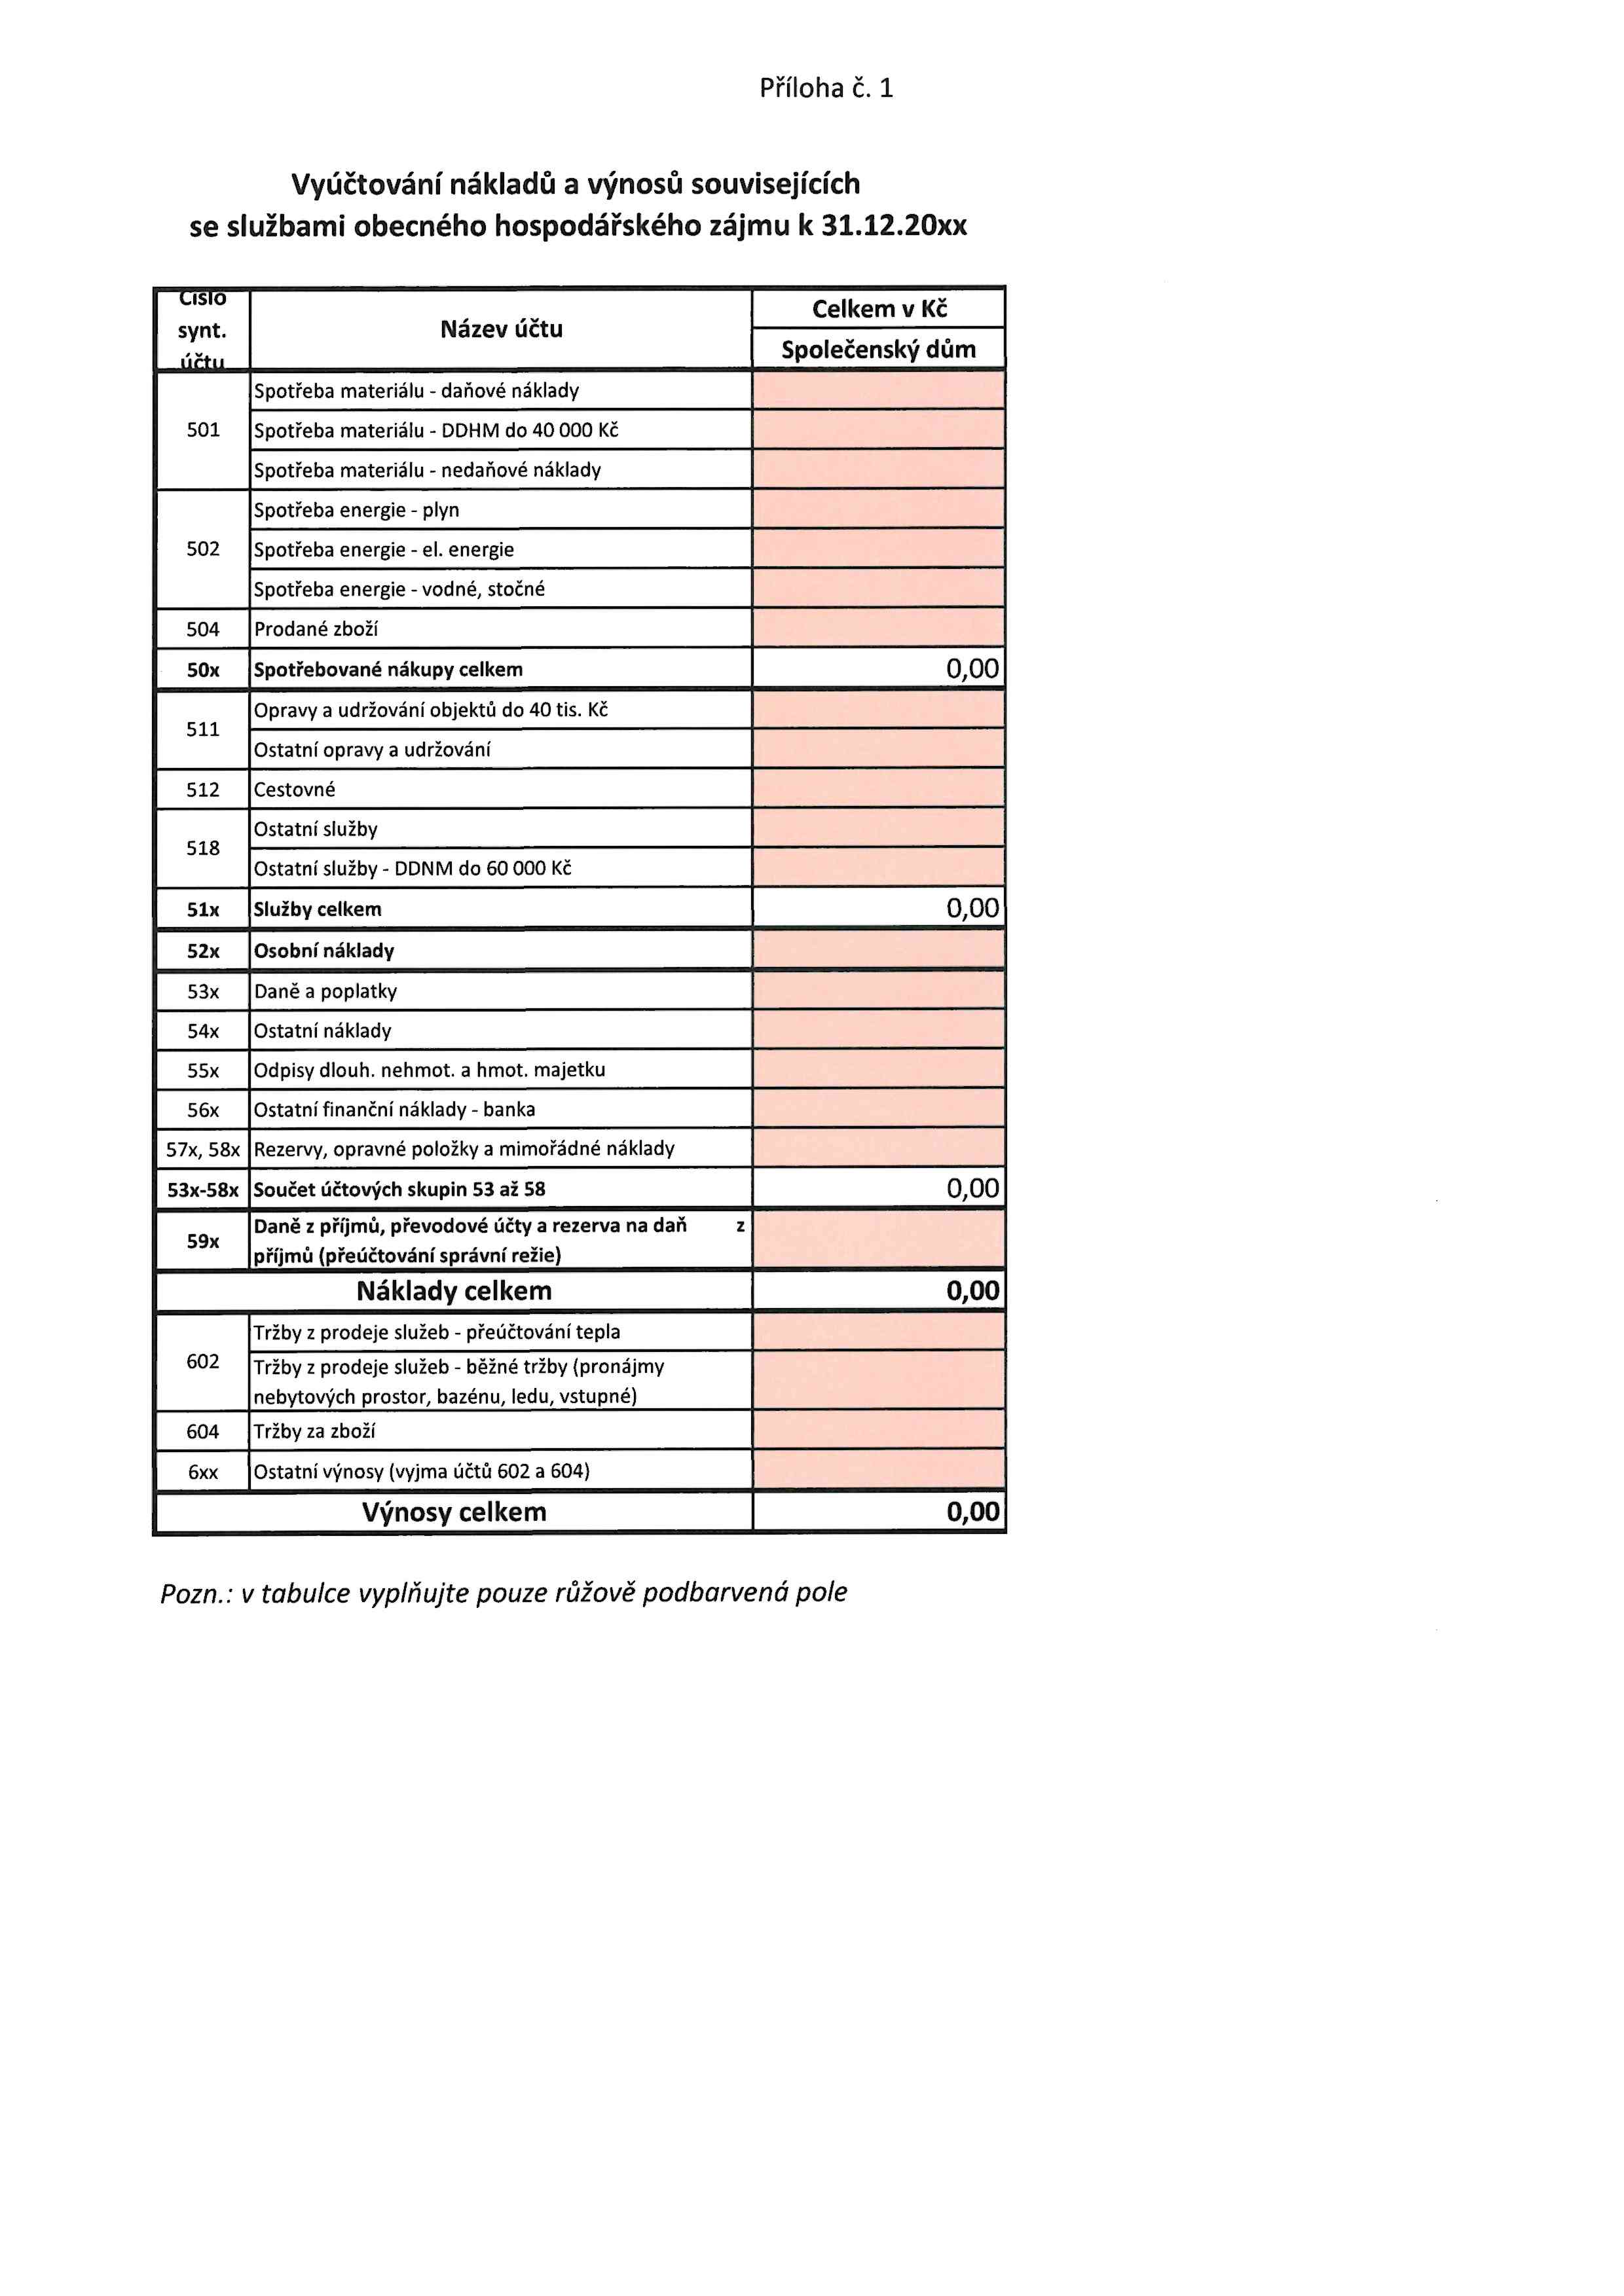 Příloha č. 1
Vyúčtování nákladů a výnosů souvisejících
se službami obecného hospodářského zájmu k 31.12.20xx
Číslo
synt.
účtu
Název účtu
Celkem v Kč
Společenský dům
501
Spotřeba materiálu - daňové náklady
Spotřeba materiálu - DDHM do 40 000 Kč
Spotřeba materiálu - nedaňové náklady
502
Spotřeba energie - plyn
Spotřeba energie - el. energie
Spotřeba energie - vodné, stočné
504 Prodané zboží
50x Spotřebované nákupy celkem 0,00
511
Opravy a udržování objektů do 40 tis. Kč
Ostatní opravy a udržování
512 Cestovné
518
Ostatní služby
Ostatní služby - DDNM do 60 000 Kč
51x Služby celkem 0,00
52x Osobní náklady
53x Daně a poplatky
54x Ostatní náklady
55x Odpisy dlouh. nehmot. a hmot. majetku
56x Ostatní finanční náklady - banka
57x, 58x Rezervy, opravné položky a mimořádné náklady
53x-58x Součet účtových skupin 53 až 58 0,00
59x
Daně z příjmů, převodové účty a rezerva na daň z
příjmů (přeúčtování správní režie)
Náklady celkem 0,00
602
Tržby z prodeje služeb - přeúčtování tepla
Tržby z prodeje služeb - běžné tržby (pronájmy
nebytových prostor, bazénu, ledu, vstupné)
604 Tržby za zboží
6xx Ostatní výnosy (vyjma účtů 602 a 604)
Výnosy celkem 0,00
Pozn.: v tabulce vyplňujte pouze růžově podbarvená pole